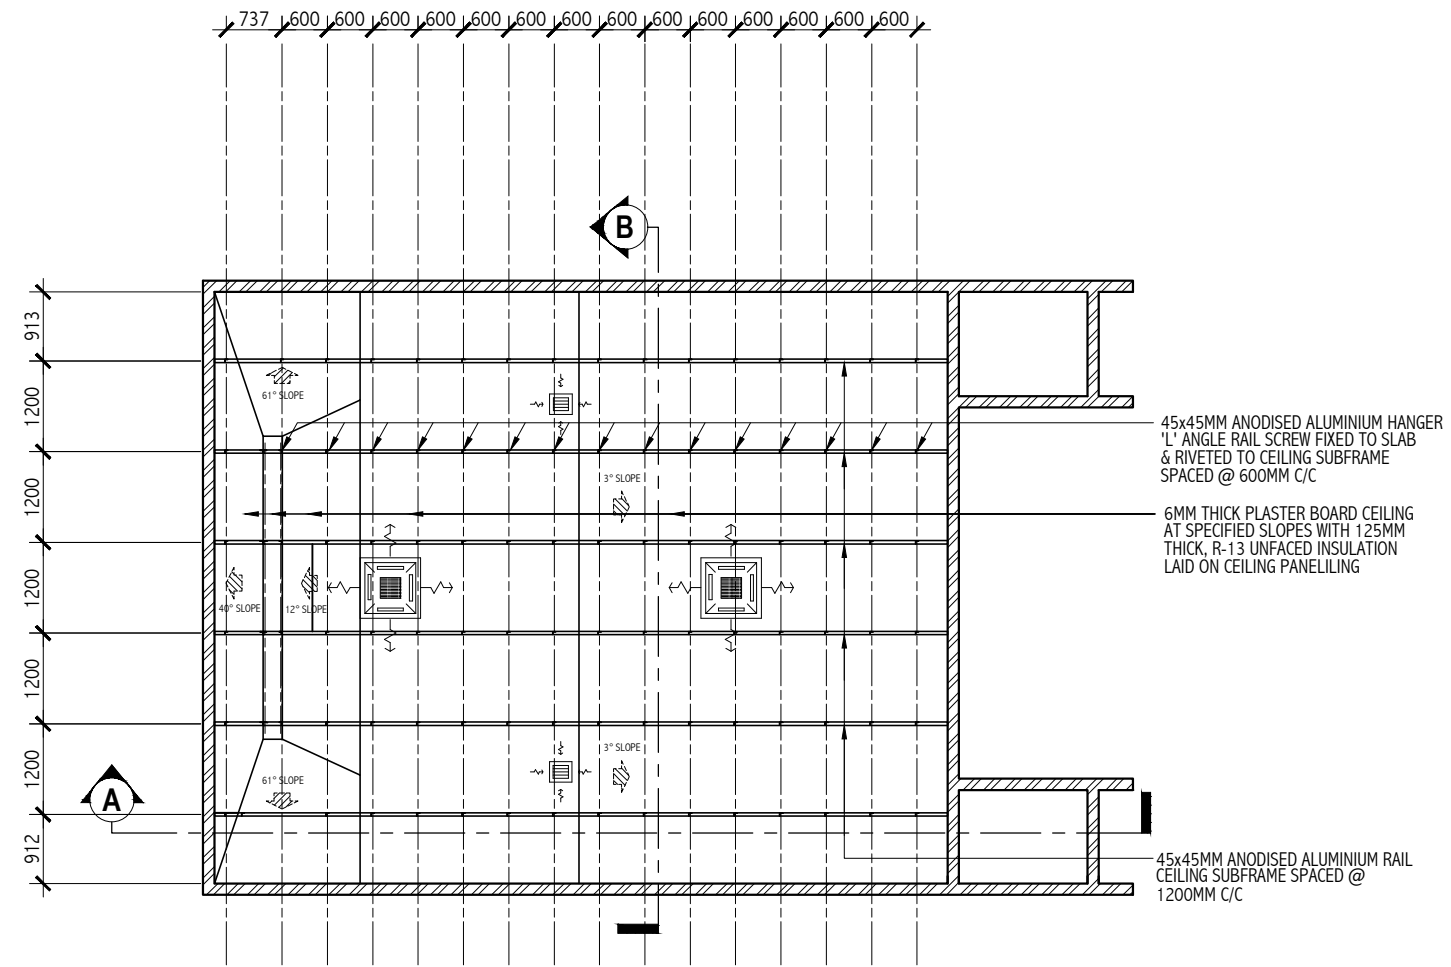 737 600 600 600 600 600 600 600 600 600 600 600 600 600 600
B
913
61° SLOPE
1200
45x45MM ANODISED ALUMINIUM HANGER
'L' ANGLE RAIL SCREW FIXED TO SLAB
& RIVETED TO CEILING SUBFRAME
SPACED @ 600MM C/C
3° SLOPE
1200
6MM THICK PLASTER BOARD CEILING
AT SPECIFIED SLOPES WITH 125MM
THICK, R-13 UNFACED INSULATION
LAID ON CEILING PANELILING
1200
40° SLOPE
12° SLOPE
1200
3° SLOPE
1200
61° SLOPE
A
912
45x45MM ANODISED ALUMINIUM RAIL
CEILING SUBFRAME SPACED @
1200MM C/C